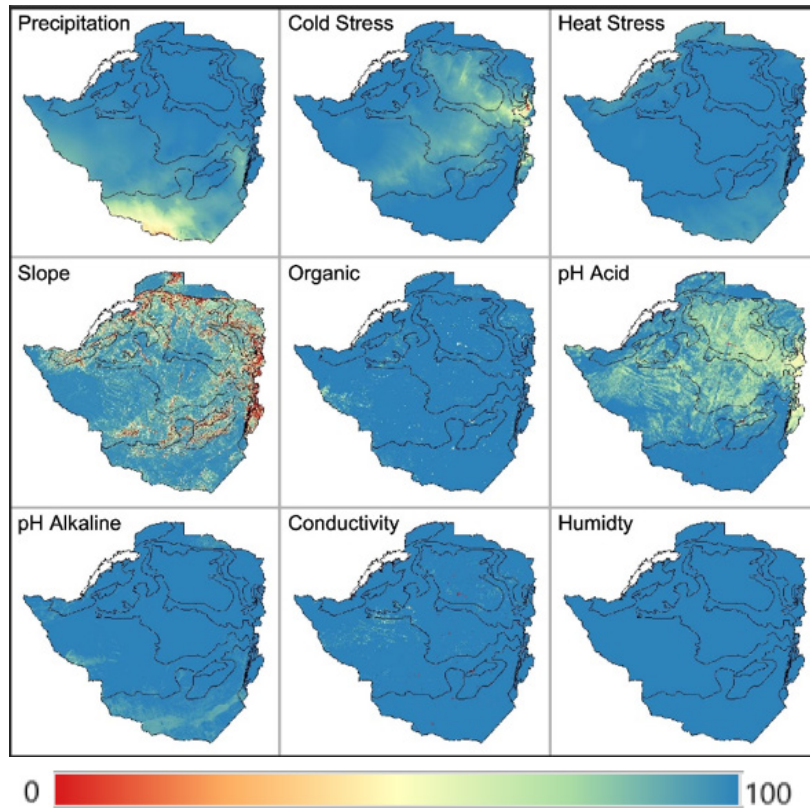 Precipitation
Cold Stress
Heat Stress
Slope
Organic
pH Acid
pH Alkaline
Conductivity
Humidty
0
100